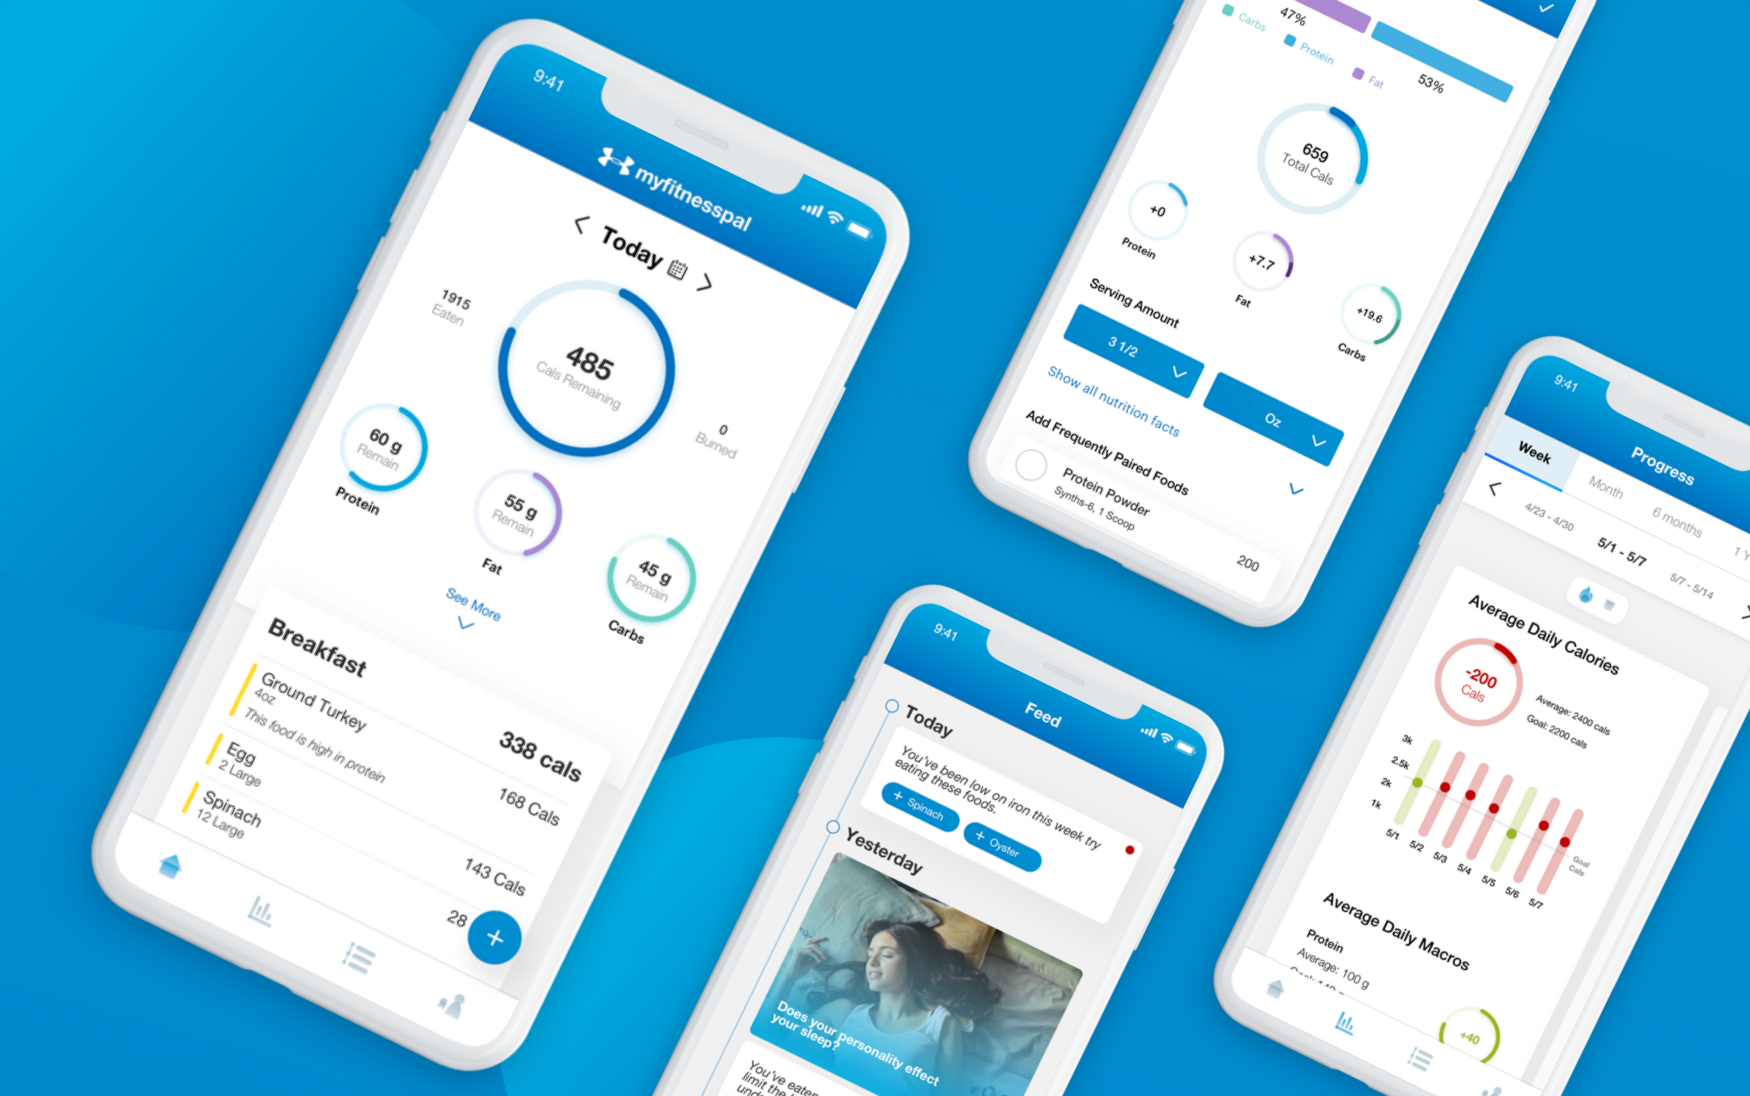 9:41
myfitnesspal
Today
1915
Eaten
485
Cals Remaining
0
Burned
60 g
Remain
Protein
55 g
Remain
Fat
45 g
Remain
Carbs
See More
Breakfast
338 cals
Ground Turkey
4oz
168 Cals
This food is high in protein
Egg
2 Large
143 Cals
Spinach
12 Large
28
+
47%
53%
Carbs
Protein
Fat
659
Total Cals
+0
Protein
+7.7
Fat
+19.6
Carbs
Serving Amount
3 1/2
Oz
Show all nutrition facts
Add Frequently Paired Foods
Protein Powder
Synths-6, 1 Scoop
200
9:41
Feed
Today
You've been low on iron this week try
eating these foods.
+ Spinach
+ Oyster
Yesterday
Does your personality effect
your sleep?
You've eaten
limit the
9:41
Progress
Week
Month
6 months
1 Y
4/23 - 4/30
5/1 - 5/7
5/7 - 5/14
Average Daily Calories
-200
Cals
Average: 2400 cals
Goal: 2200 cals
3k
2.5k
2k
1k
5/1
5/2
5/3
5/4
5/5
5/6
5/7
Goal
Cals
Average Daily Macros
Protein
Average: 100 g
+40